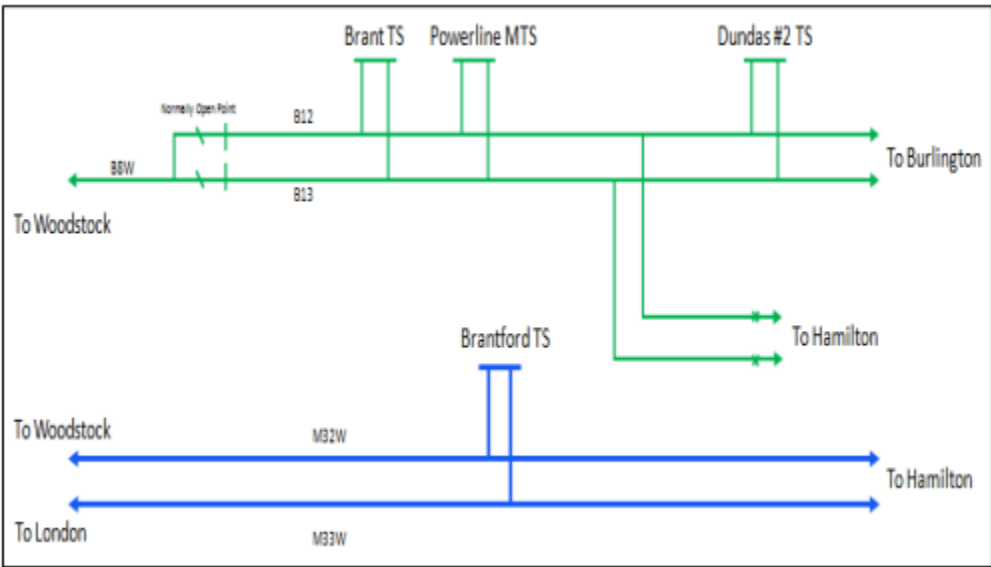 Brant TS
Powerline MTS
Dundas #2 TS
Normally Open Point
B12
To Burlington
B8W
B13
To Woodstock
To Hamilton
Brantford TS
To Woodstock
M32W
To Hamilton
To London
M33W